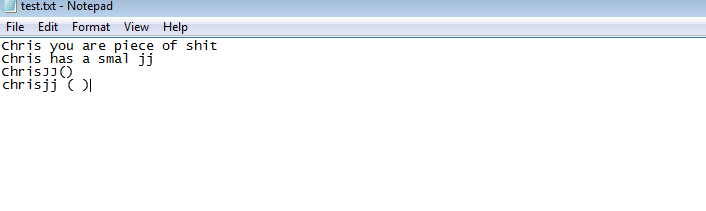 test.txt - Notepad
File Edit Format View Help
Chris you are piece of shit
Chris has a smal jj
ChrisJJ()
chrisjj ( )